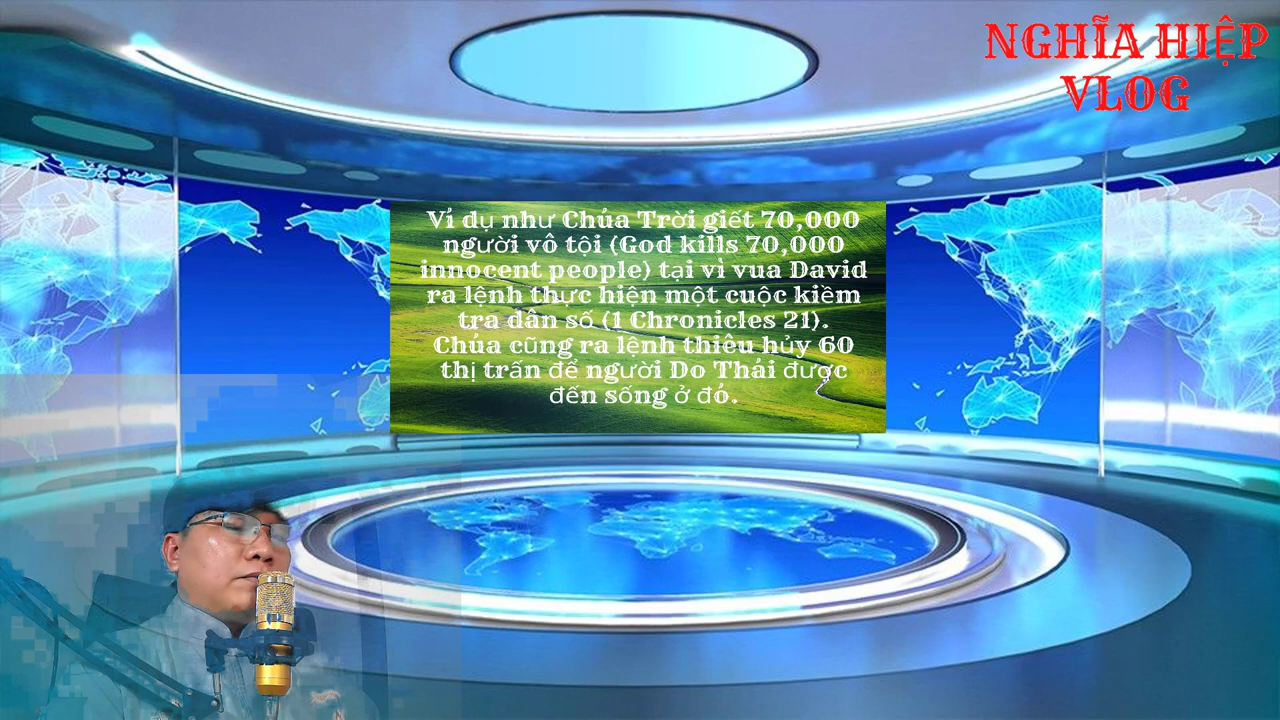 NGHĨA HIỆP
VLOG
Ví dụ như Chúa Trời giết 70,000
người vô tội (God kills 70,000
innocent people) tại vì vua David
ra lệnh thực hiện một cuộc kiềm
tra dân số (1 Chronicles 21).
Chúa cũng ra lệnh thiêu hủy 60
thị trấn để người Do Thái được
đến sống ở đó.